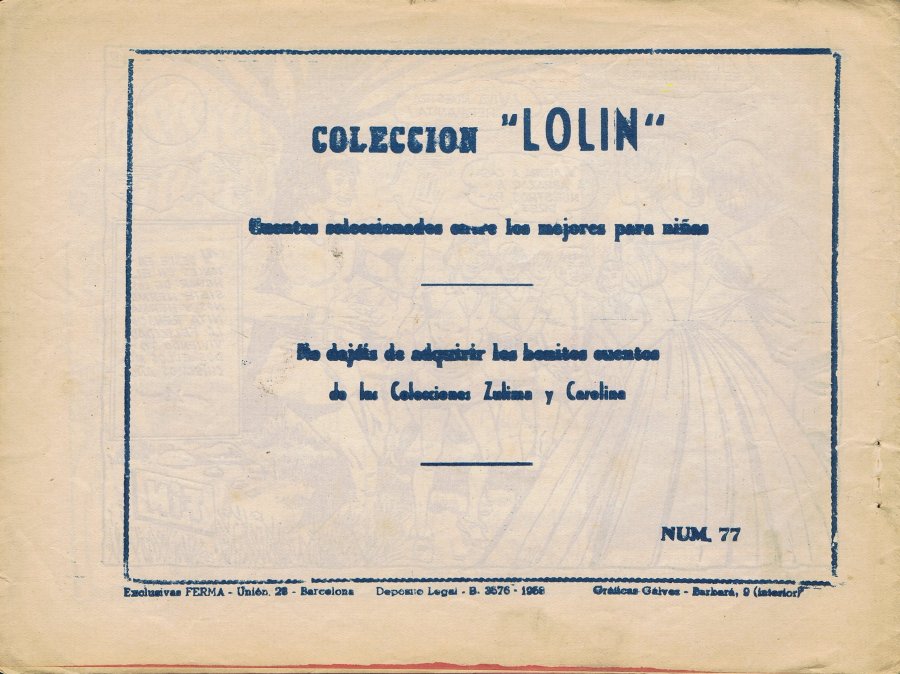 COLECCION "LOLIN"
Cuentos seleccionados entre los mejores para niñas
No dejéis de adquirir los bonitos cuentos
de las Colecciones Zulima y Carolina
NUM. 77
Exclusivas FERMA - Unión, 28 - Barcelona Depósito Legal - B. 3576 - 1958 Gráficas Gálvez - Barbará, 9 (interior)